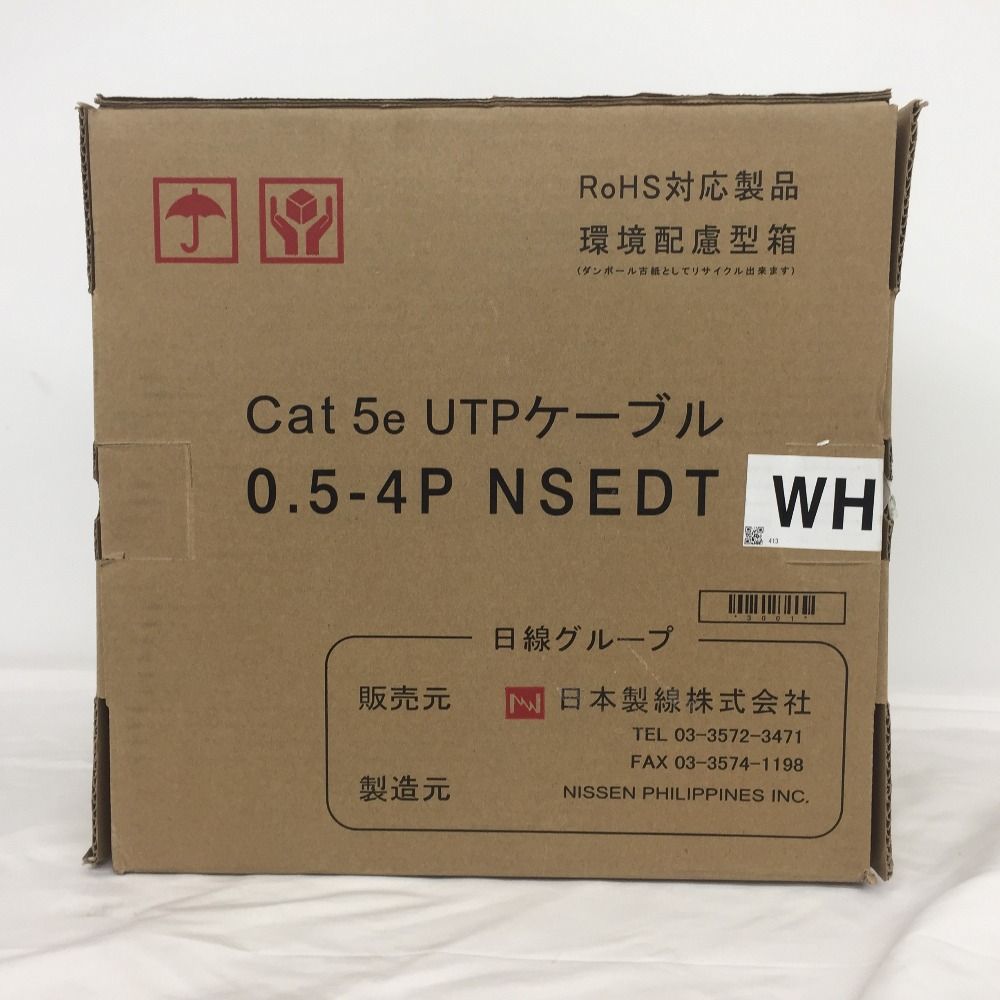 RoHS対応製品
環境配慮型箱
(ダンボール古紙としてリサイクル出来ます)
Cat 5e UTPケーブル
0.5-4P NSEDT
WH
413
*3001*
日線グループ
販売元 日本製線株式会社
TEL 03-3572-3471
FAX 03-3574-1198
製造元 NISSEN PHILIPPINES INC.